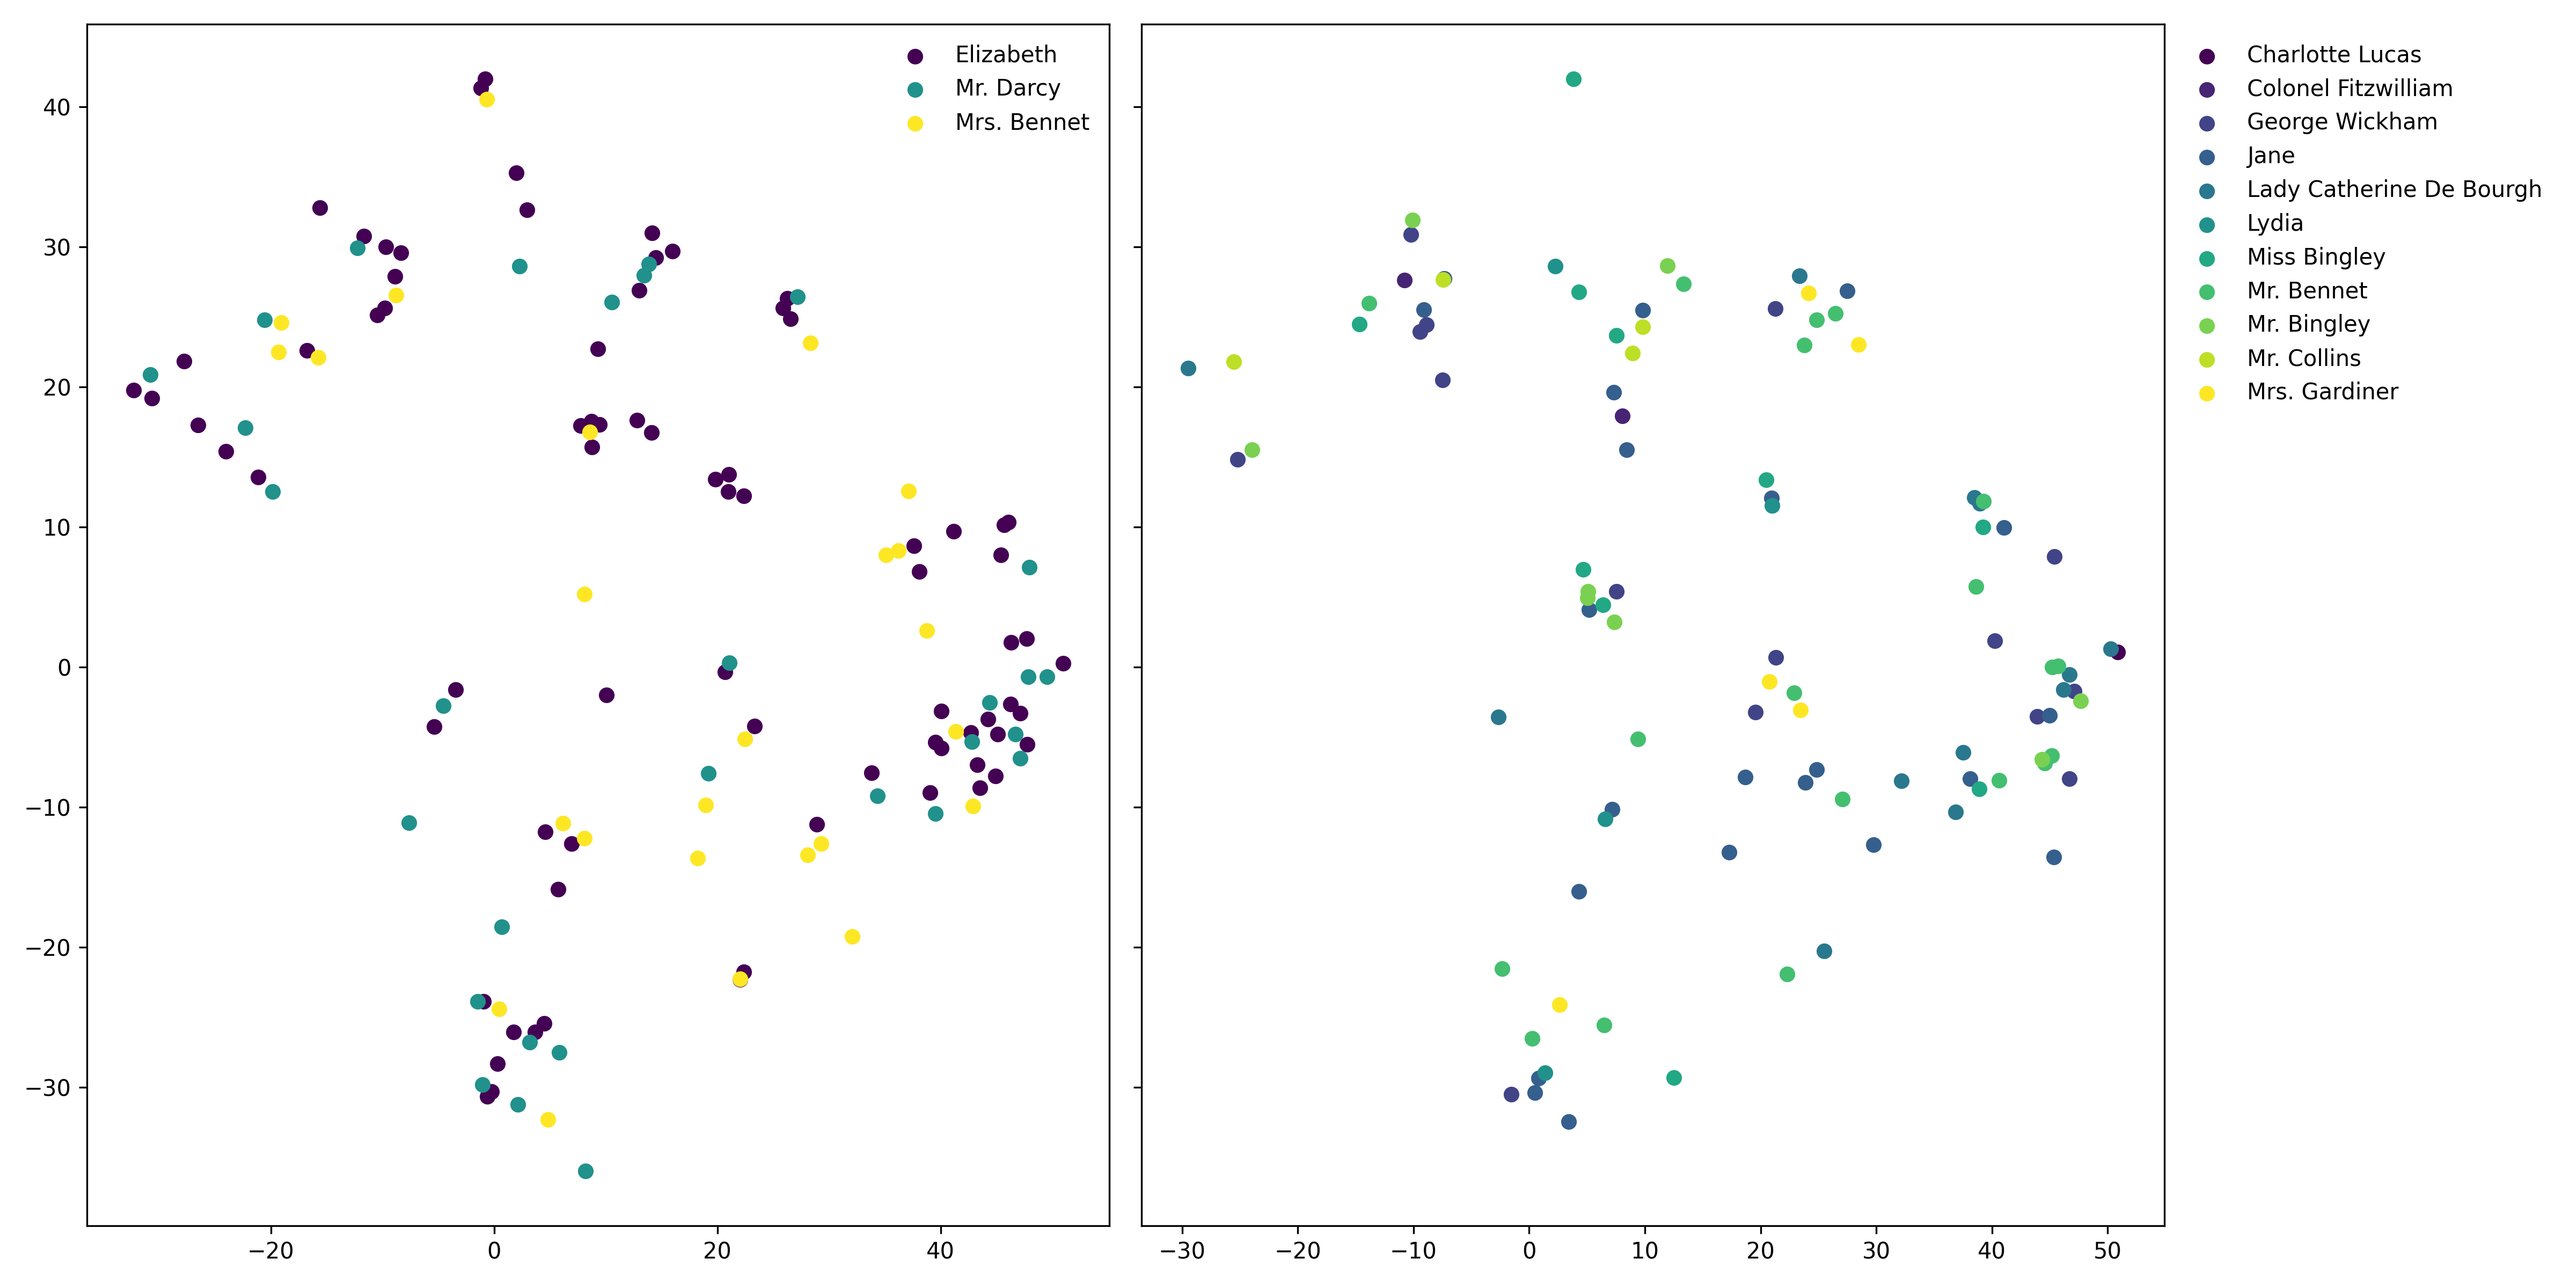 Elizabeth
Mr. Darcy
Mrs. Bennet
40
30
20
10
0
−10
−20
−30
−20 0 20 40
−30 −20 −10 0 10 20 30 40 50
Charlotte Lucas
Colonel Fitzwilliam
George Wickham
Jane
Lady Catherine De Bourgh
Lydia
Miss Bingley
Mr. Bennet
Mr. Bingley
Mr. Collins
Mrs. Gardiner